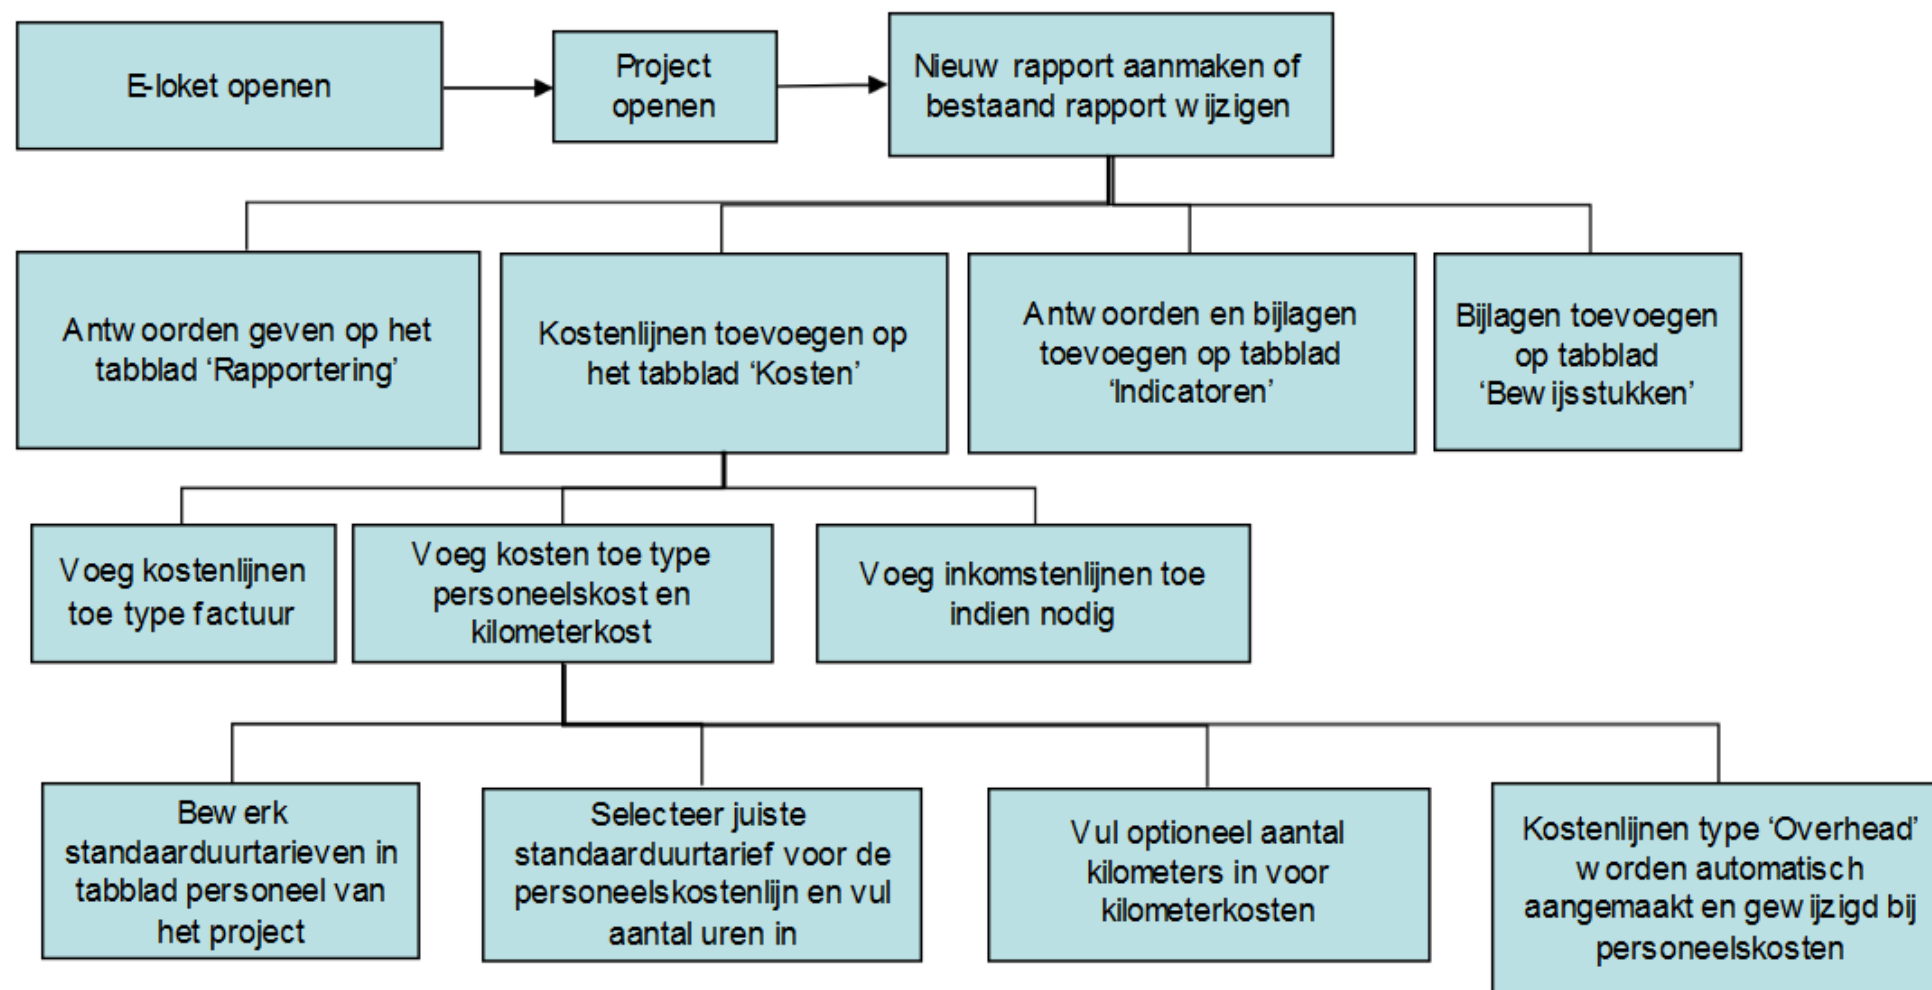 E-loket openen
Project
openen
Nieuw rapport aanmaken of
bestaand rapport wijzigen
Antwoorden geven op het
tabblad ‘Rapportering’
Kostenlijnen toevoegen op
het tabblad ‘Kosten’
Antwoorden en bijlagen
toevoegen op tabblad
‘Indicatoren’
Bijlagen toevoegen
op tabblad
‘Bewijsstukken’
Voeg kostenlijnen
toe type factuur
Voeg kosten toe type
personeelskost en
kilometerkost
Voeg inkomstenlijnen toe
indien nodig
Bewerk
standaarduurtarieven in
tabblad personeel van
het project
Selecteer juiste
standaarduurtarief voor de
personeelskostenlijn en vul
aantal uren in
Vul optioneel aantal
kilometers in voor
kilometerkosten
Kostenlijnen type ‘Overhead’
worden automatisch
aangemaakt en gewijzigd bij
personeelskosten